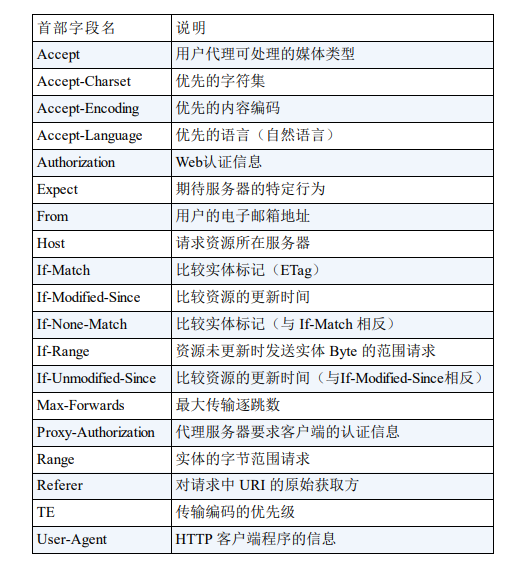 首部字段名 说明
Accept 用户代理可处理的媒体类型
Accept-Charset 优先的字符集
Accept-Encoding 优先的内容编码
Accept-Language 优先的语言（自然语言）
Authorization Web认证信息
Expect 期待服务器的特定行为
From 用户的电子邮箱地址
Host 请求资源所在服务器
If-Match 比较实体标记（ETag）
If-Modified-Since 比较资源的更新时间
If-None-Match 比较实体标记（与 If-Match 相反）
If-Range 资源未更新时发送实体 Byte 的范围请求
If-Unmodified-Since 比较资源的更新时间（与If-Modified-Since相反）
Max-Forwards 最大传输逐跳数
Proxy-Authorization 代理服务器要求客户端的认证信息
Range 实体的字节范围请求
Referer 对请求中 URI 的原始获取方
TE 传输编码的优先级
User-Agent HTTP 客户端程序的信息